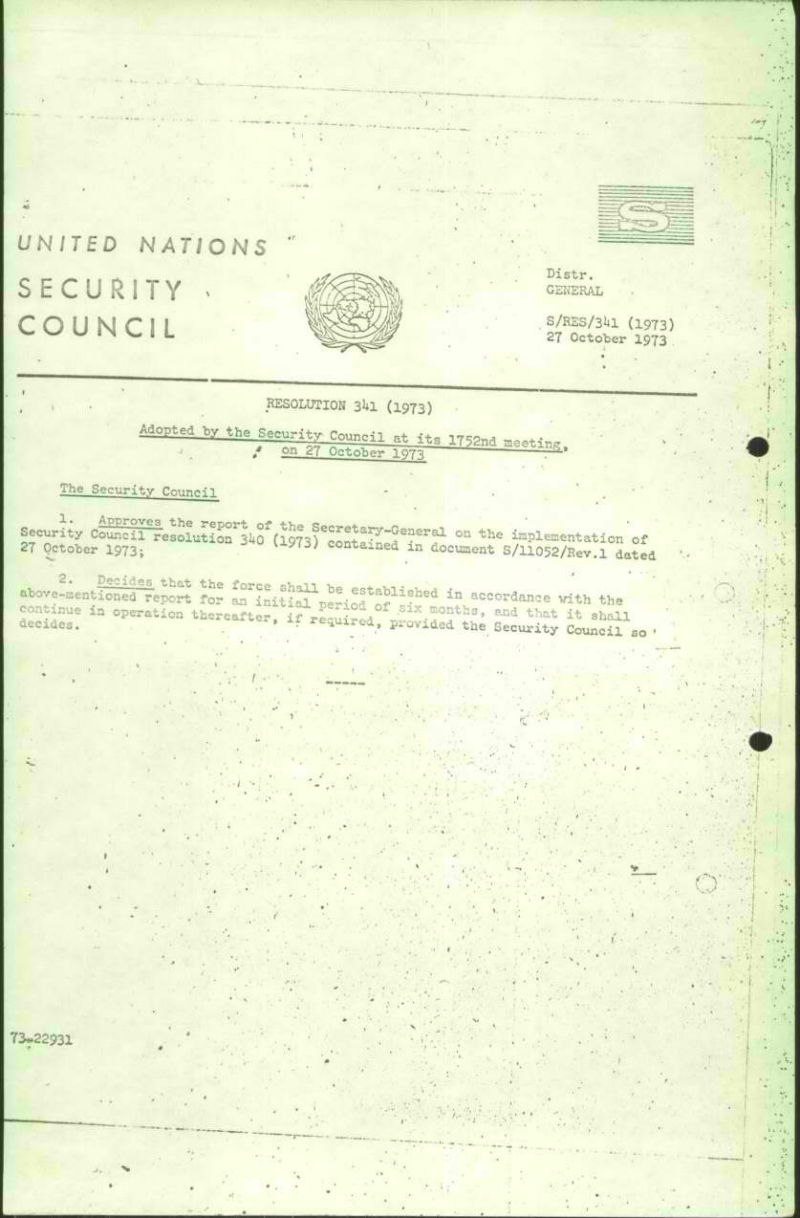 S
UNITED NATIONS
SECURITY
COUNCIL
Distr.
GENERAL
S/RES/341 (1973)
27 October 1973
RESOLUTION 341 (1973)
Adopted by the Security Council at its 1752nd meeting,
on 27 October 1973
The Security Council
1. Approves the report of the Secretary-General on the implementation of
Security Council resolution 340 (1973) contained in document S/11052/Rev.1 dated
27 October 1973;
2. Decides that the force shall be established in accordance with the
above-mentioned report for an initial period of six months, and that it shall
continue in operation thereafter, if required, provided the Security Council so
decides.
-----
73-22931